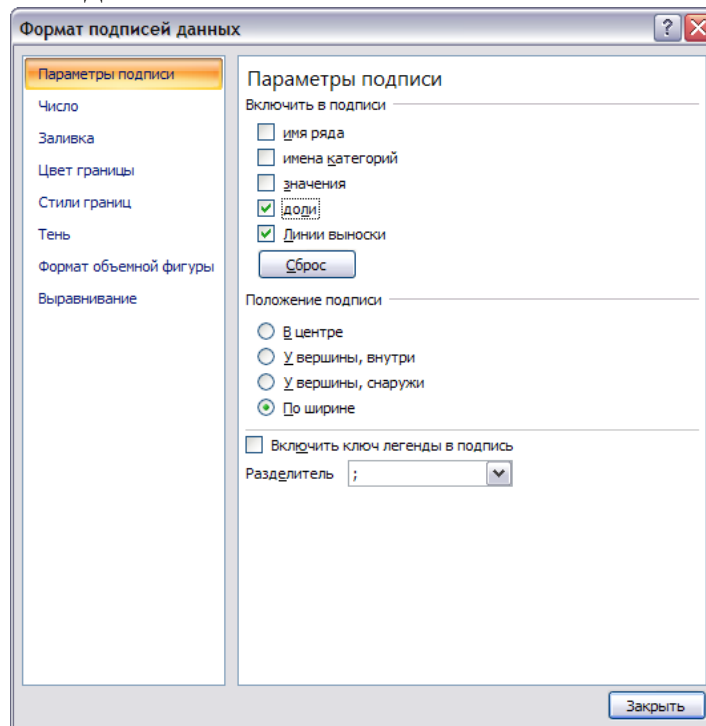 Формат подписей данных
Параметры подписи
Число
Заливка
Цвет границы
Стили границ
Тень
Формат объемной фигуры
Выравнивание
Параметры подписи
Включить в подписи
имя ряда
имена категорий
значения
доли
Линии выноски
Сброс
Положение подписи
В центре
У вершины, внутри
У вершины, снаружи
По ширине
Включить ключ легенды в подпись
Разделитель ;
Закрыть